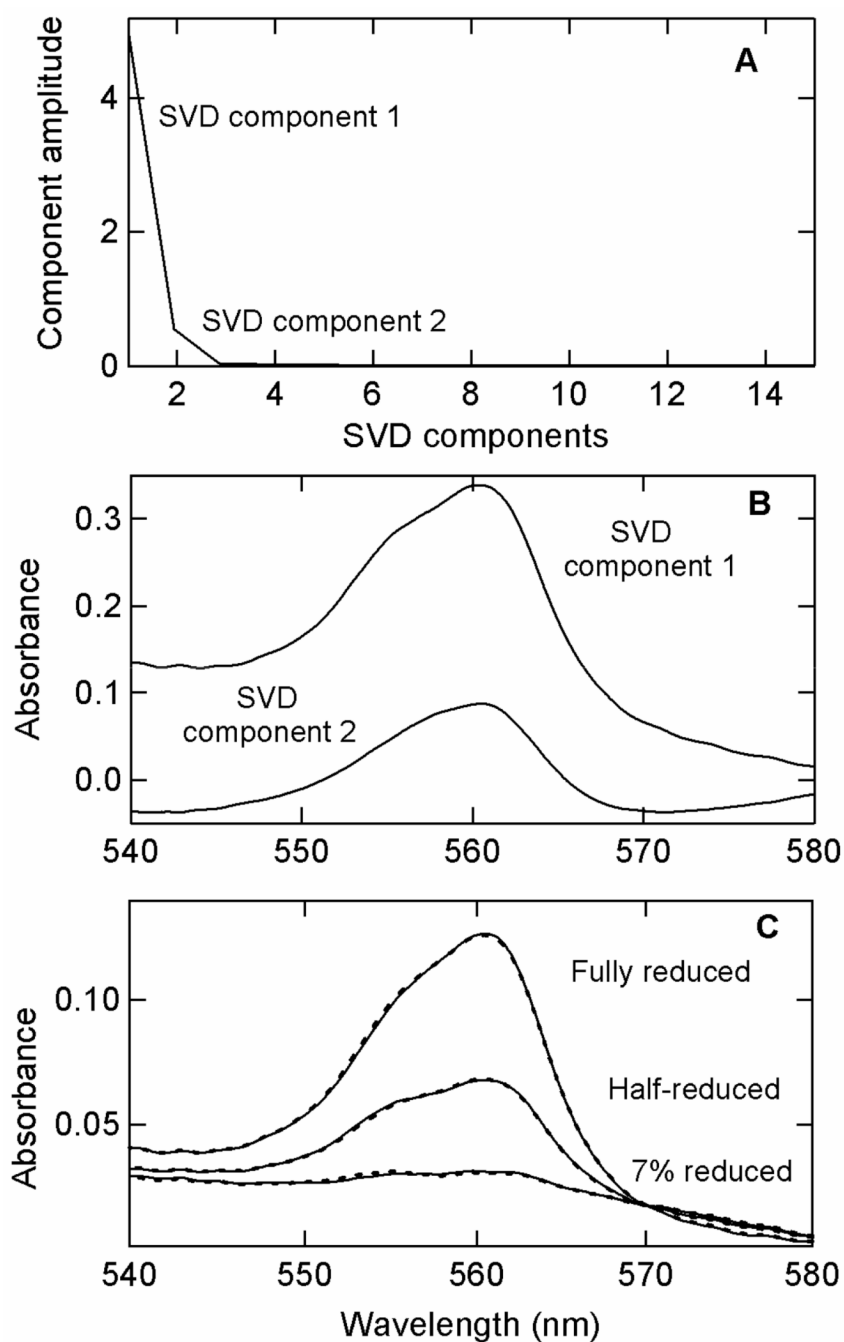 A
Component amplitude
4
2
0
SVD component 1
SVD component 2
2 4 6 8 10 12 14
SVD components
B
Absorbance
0.3
0.2
0.1
0.0
SVD
component 1
SVD
component 2
540 550 560 570 580
C
Absorbance
0.10
0.05
Fully reduced
Half-reduced
7% reduced
540 550 560 570 580
Wavelength (nm)